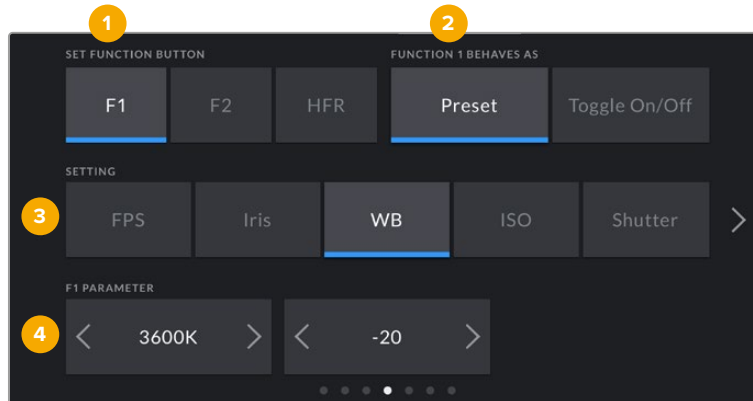 1 2
SET FUNCTION BUTTON FUNCTION 1 BEHAVES AS
F1 F2 HFR Preset Toggle On/Off
SETTING
3 FPS Iris WB ISO Shutter
F1 PARAMETER
4 3600K -20